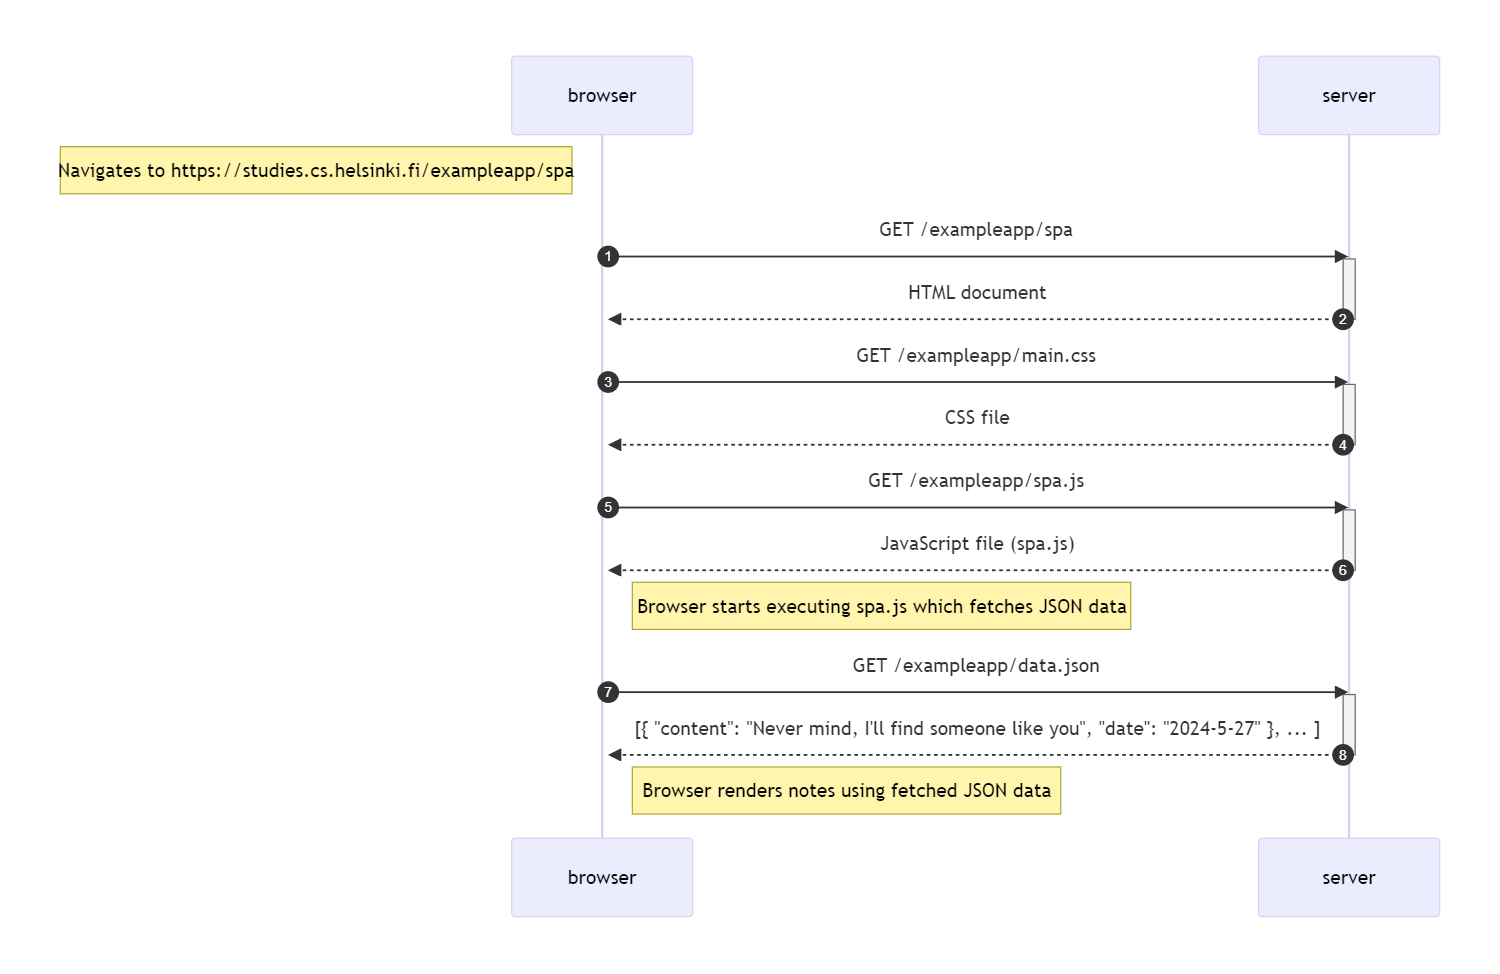 browser
server
Navigates to https://studies.cs.helsinki.fi/exampleapp/spa
GET /exampleapp/spa
1
HTML document
2
GET /exampleapp/main.css
3
CSS file
4
GET /exampleapp/spa.js
5
JavaScript file (spa.js)
6
Browser starts executing spa.js which fetches JSON data
GET /exampleapp/data.json
7
[{ "content": "Never mind, I'll find someone like you", "date": "2024-5-27" }, ... ]
8
Browser renders notes using fetched JSON data
browser
server